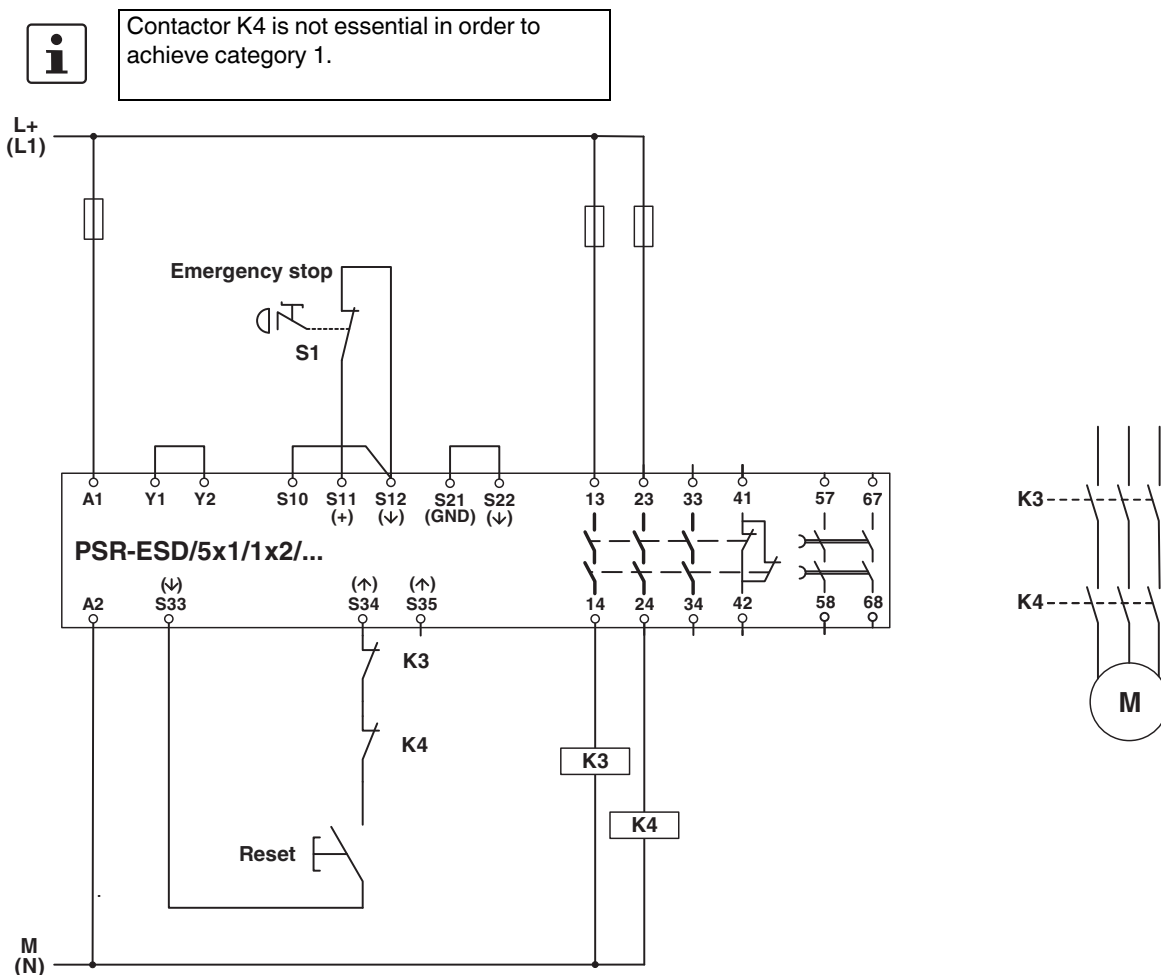 i
Contactor K4 is not essential in order to
achieve category 1.
L+
(L1)
Emergency stop
S1
A1 Y1 Y2 S10 S11 S12 S21 S22 13 23 33 41 57 67
(+) (↓) (GND) (↓)
PSR-ESD/5x1/1x2/...
(↓) (↑) (↑)
A2 S33 S34 S35 14 24 34 42 58 68
K3
K4
K3
K4
Reset
K3
K4
M
M
(N)